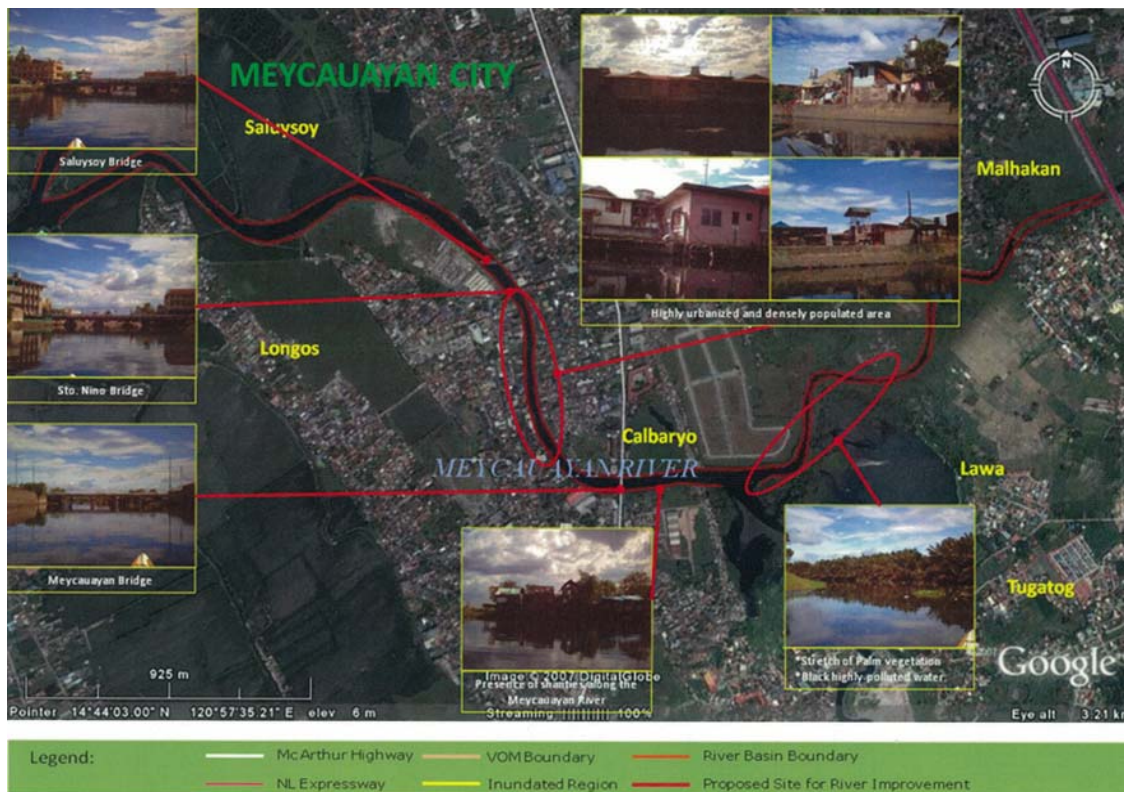 MEYCAUAYAN CITY
Saluysoy
Saluysoy Bridge
N
Malhakan
Highly urbanized and densely populated area
Longos
Sto. Nino Bridge
Calbaryo
MEYCAUAYAN RIVER
Lawa
Meycauayan Bridge
Tugatog
*Stretch of Palm vegetation
*Black highly-polluted water.
Google
925 m
Image © 2007 DigitalGlobe
Presence of shanties along the
Meycauayan River
Pointer 14°44'03.00" N 120°57'35.21" E elev 6 m
Streaming 100%
Eye alt 3.21 km
Legend:
McArthur Highway
VOM Boundary
River Basin Boundary
NL Expressway
Inundated Region
Proposed Site for River Improvement